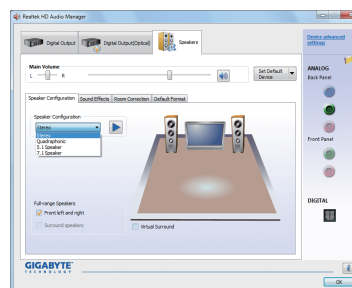 Realtek HD Audio Manager
Digital Output
Digital Output(Optical)
Speakers
Device advanced
settings
Main Volume
L
R
Set Default
Device
ANALOG
Back Panel
Speaker Configuration
Sound Effects
Room Correction
Default Format
Speaker Configuration
Stereo
Stereo
Quadraphonic
5.1 Speaker
7.1 Speaker
Front Panel
Full-range Speakers
Front left and right
Surround speakers
Virtual Surround
DIGITAL
GIGABYTE
TECHNOLOGY
i
OK